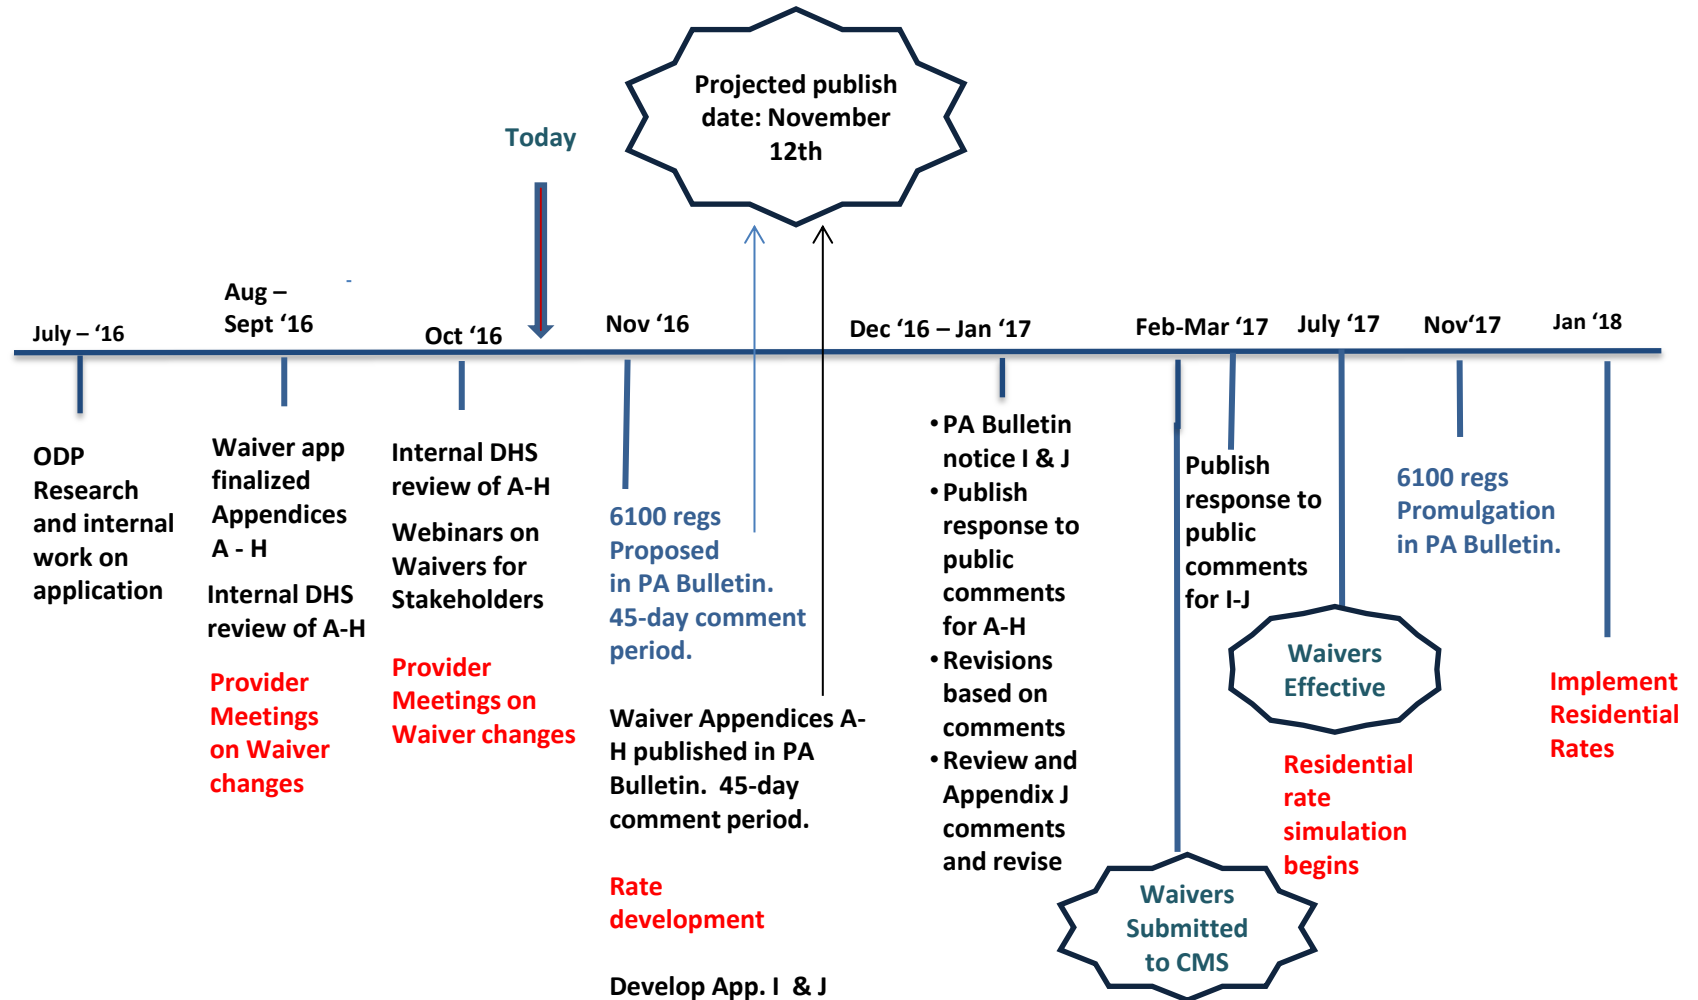 Projected publish
date: November
12th
Today
July – ‘16
Aug –
Sept ‘16
Oct ‘16
Nov ‘16
Dec ‘16 – Jan ‘17
Feb-Mar ‘17
July ‘17
Nov‘17
Jan ‘18
ODP
Research
and internal
work on
application
Waiver app
finalized
Appendices
A - H
Internal DHS
review of A-H
Provider
Meetings
on Waiver
changes
Internal DHS
review of A-H
Webinars on
Waivers for
Stakeholders
Provider
Meetings on
Waiver changes
6100 regs
Proposed
in PA Bulletin.
45-day comment
period.
Waiver Appendices A-
H published in PA
Bulletin.  45-day
comment period.
Rate
development
Develop App. I  & J
• PA Bulletin
notice I & J
• Publish
response to
public
comments
for A-H
• Revisions
based on
comments
• Review and
Appendix J
comments
and revise
Waivers
Submitted
to CMS
Publish
response to
public
comments
for I-J
Waivers
Effective
Residential
rate
simulation
begins
6100 regs
Promulgation
in PA Bulletin.
Implement
Residential
Rates